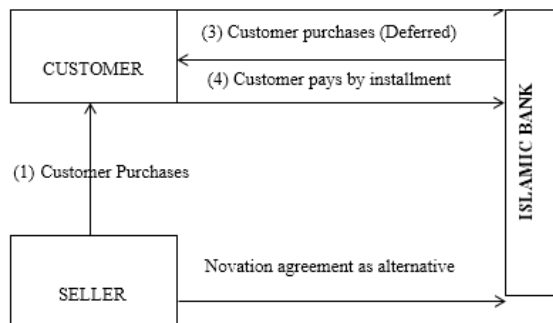 (3) Customer purchases (Deferred)
CUSTOMER
(4) Customer pays by installment
ISLAMIC BANK
(1) Customer Purchases
Novation agreement as alternative
SELLER